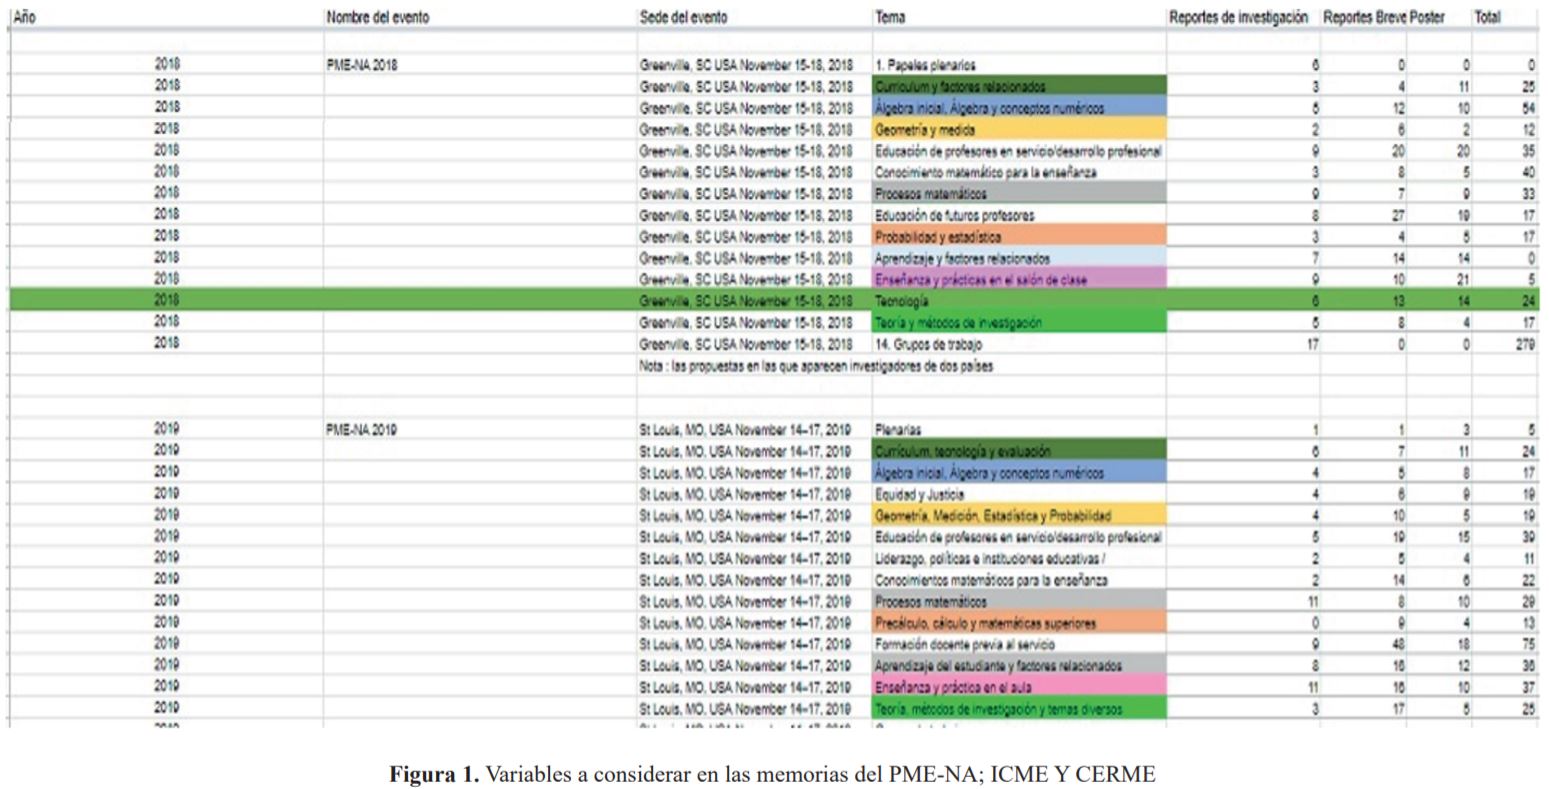 Año Nombre del evento Sede del evento Tema Reportes de investigación Reportes Breve Poster Total
2018 PME-NA 2018 Greenville, SC USA November 15-18, 2018 1. Papeles plenarios 6 0 0 0
2018 Greenville, SC USA November 15-18, 2018 Curriculum y factores relacionados 3 4 11 25
2018 Greenville, SC USA November 15-18, 2018 Álgebra inicial, Álgebra y conceptos numéricos 12 10
2018 Greenville, SC USA November 15-18, 2018 Geometría y medida 2 6 2 12
2018 Greenville, SC USA November 15-18, 2018 Educación de profesores en servicio/desarrollo profesional 9 20 20 35
2018 Greenville, SC USA November 15-18, 2018 Conocimiento matemático para la enseñanza 3 8 5 40
2018 Greenville, SC USA November 15-18, 2018 Procesos matemáticos 9 7 9 33
2018 Greenville, SC USA November 15-18, 2018 Educación de futuros profesores 8 27 19 17
2018 Greenville, SC USA November 15-18, 2018 Probabilidad y estadística 3 4 5 17
2018 Greenville, SC USA November 15-18, 2018 Aprendizaje y factores relacionados 7 14 14 0
2018 Greenville, SC USA November 15-18, 2018 Enseñanza y prácticas en el salón de clase 9 10 21 5
2018 Greenville, SC USA November 15-18, 2018 Tecnología 6 13 14 24
2018 Greenville, SC USA November 15-18, 2018 Teoría y métodos de investigación 5 8 4 17
2018 Greenville, SC USA November 15-18, 2018 14. Grupos de trabajo 17 0 0 279
Nota : las propuestas en las que aparecen investigadores de dos países
2019 PME-NA 2019 St Louis, MO, USA November 14–17, 2019 Plenarias 1 1 3 5
2019 St Louis, MO, USA November 14–17, 2019 Currículum, tecnología y evaluación 6 7 11 24
2019 St Louis, MO, USA November 14–17, 2019 Álgebra inicial, Álgebra y conceptos numéricos 4 5 8 17
2019 St Louis, MO, USA November 14–17, 2019 Equidad y Justicia 4 6 9 19
2019 St Louis, MO, USA November 14–17, 2019 Geometría, Medición, Estadística y Probabilidad 4 10 5 19
2019 St Louis, MO, USA November 14–17, 2019 Educación de profesores en servicio/desarrollo profesional 5 19 15 39
2019 St Louis, MO, USA November 14–17, 2019 Liderazgo, políticas e instituciones educativas / 2 5 4 11
2019 St Louis, MO, USA November 14–17, 2019 Conocimientos matemáticos para la enseñanza 2 14 6 22
2019 St Louis, MO, USA November 14–17, 2019 Procesos matemáticos 11 8 10 29
2019 St Louis, MO, USA November 14–17, 2019 Precálculo, cálculo y matemáticas superiores 0 9 4 13
2019 St Louis, MO, USA November 14–17, 2019 Formación docente previa al servicio 9 48 18 75
2019 St Louis, MO, USA November 14–17, 2019 Aprendizaje del estudiante y factores relacionados 8 16 12 36
2019 St Louis, MO, USA November 14–17, 2019 Enseñanza y práctica en el aula 11 16 10 37
2019 St Louis, MO, USA November 14–17, 2019 Teoría, métodos de investigación y temas diversos 3 17 5 25
Figura 1. Variables a considerar en las memorias del PME-NA; ICME Y CERME